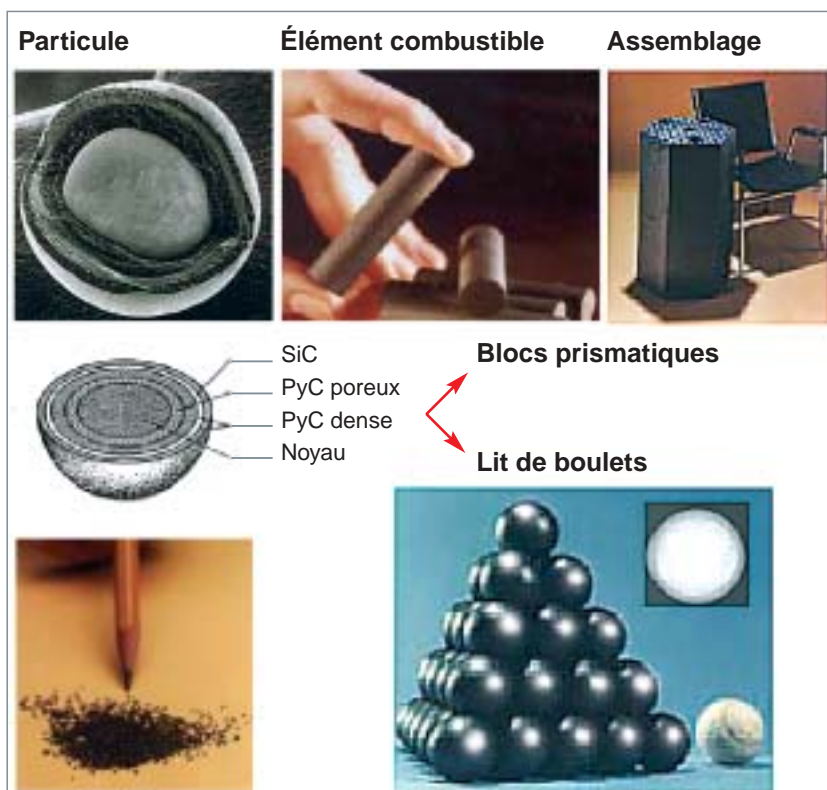 Particule
Élément combustible
Assemblage
SiC
PyC poreux
PyC dense
Noyau
Blocs prismatiques
Lit de boulets